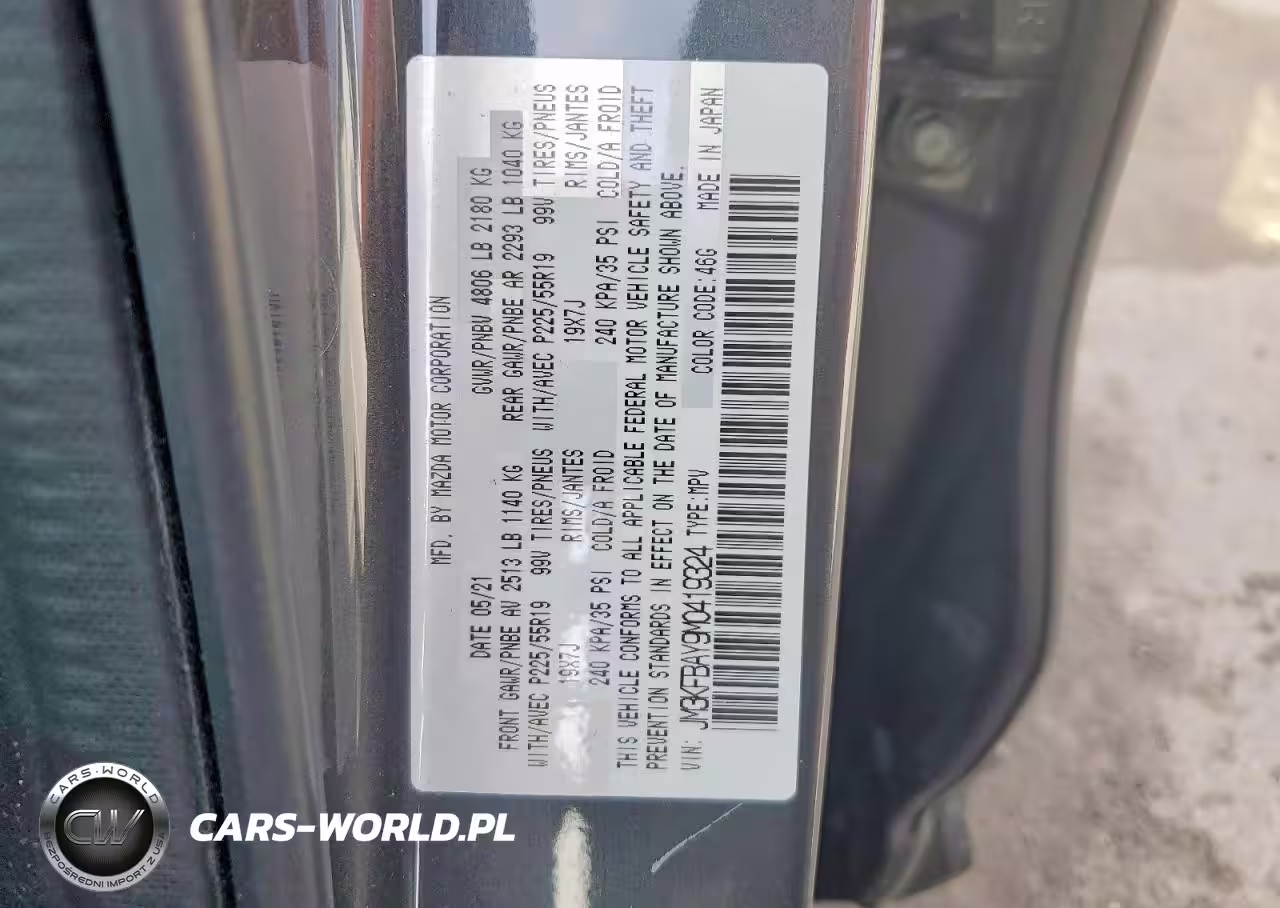 MFD. BY MAZDA MOTOR CORPORATION
DATE 05/21 GVWR/PNBV 4806 LB 2180 KG
FRONT GAWR/PNBE AV 2513 LB 1140 KG REAR GAWR/PNBE AR 2293 LB 1040 KG
WITH/AVEC P225/55R19 99V TIRES/PNEUS WITH/AVEC P225/55R19 99V TIRES/PNEUS
19X7J RIMS/JANTES 19X7J RIMS/JANTES
240 KPA/35 PSI COLD/A FROID 240 KPA/35 PSI COLD/A FROID
THIS VEHICLE CONFORMS TO ALL APPLICABLE FEDERAL MOTOR VEHICLE SAFETY AND THEFT
PREVENTION STANDARDS IN EFFECT ON THE DATE OF MANUFACTURE SHOWN ABOVE.
VIN: JM3KFBAY9M0419324 TYPE:MPV COLOR CODE:46G MADE IN JAPAN
CARS-WORLD
CW
BEZPOŚREDNI IMPORT Z USA
CARS-WORLD.PL